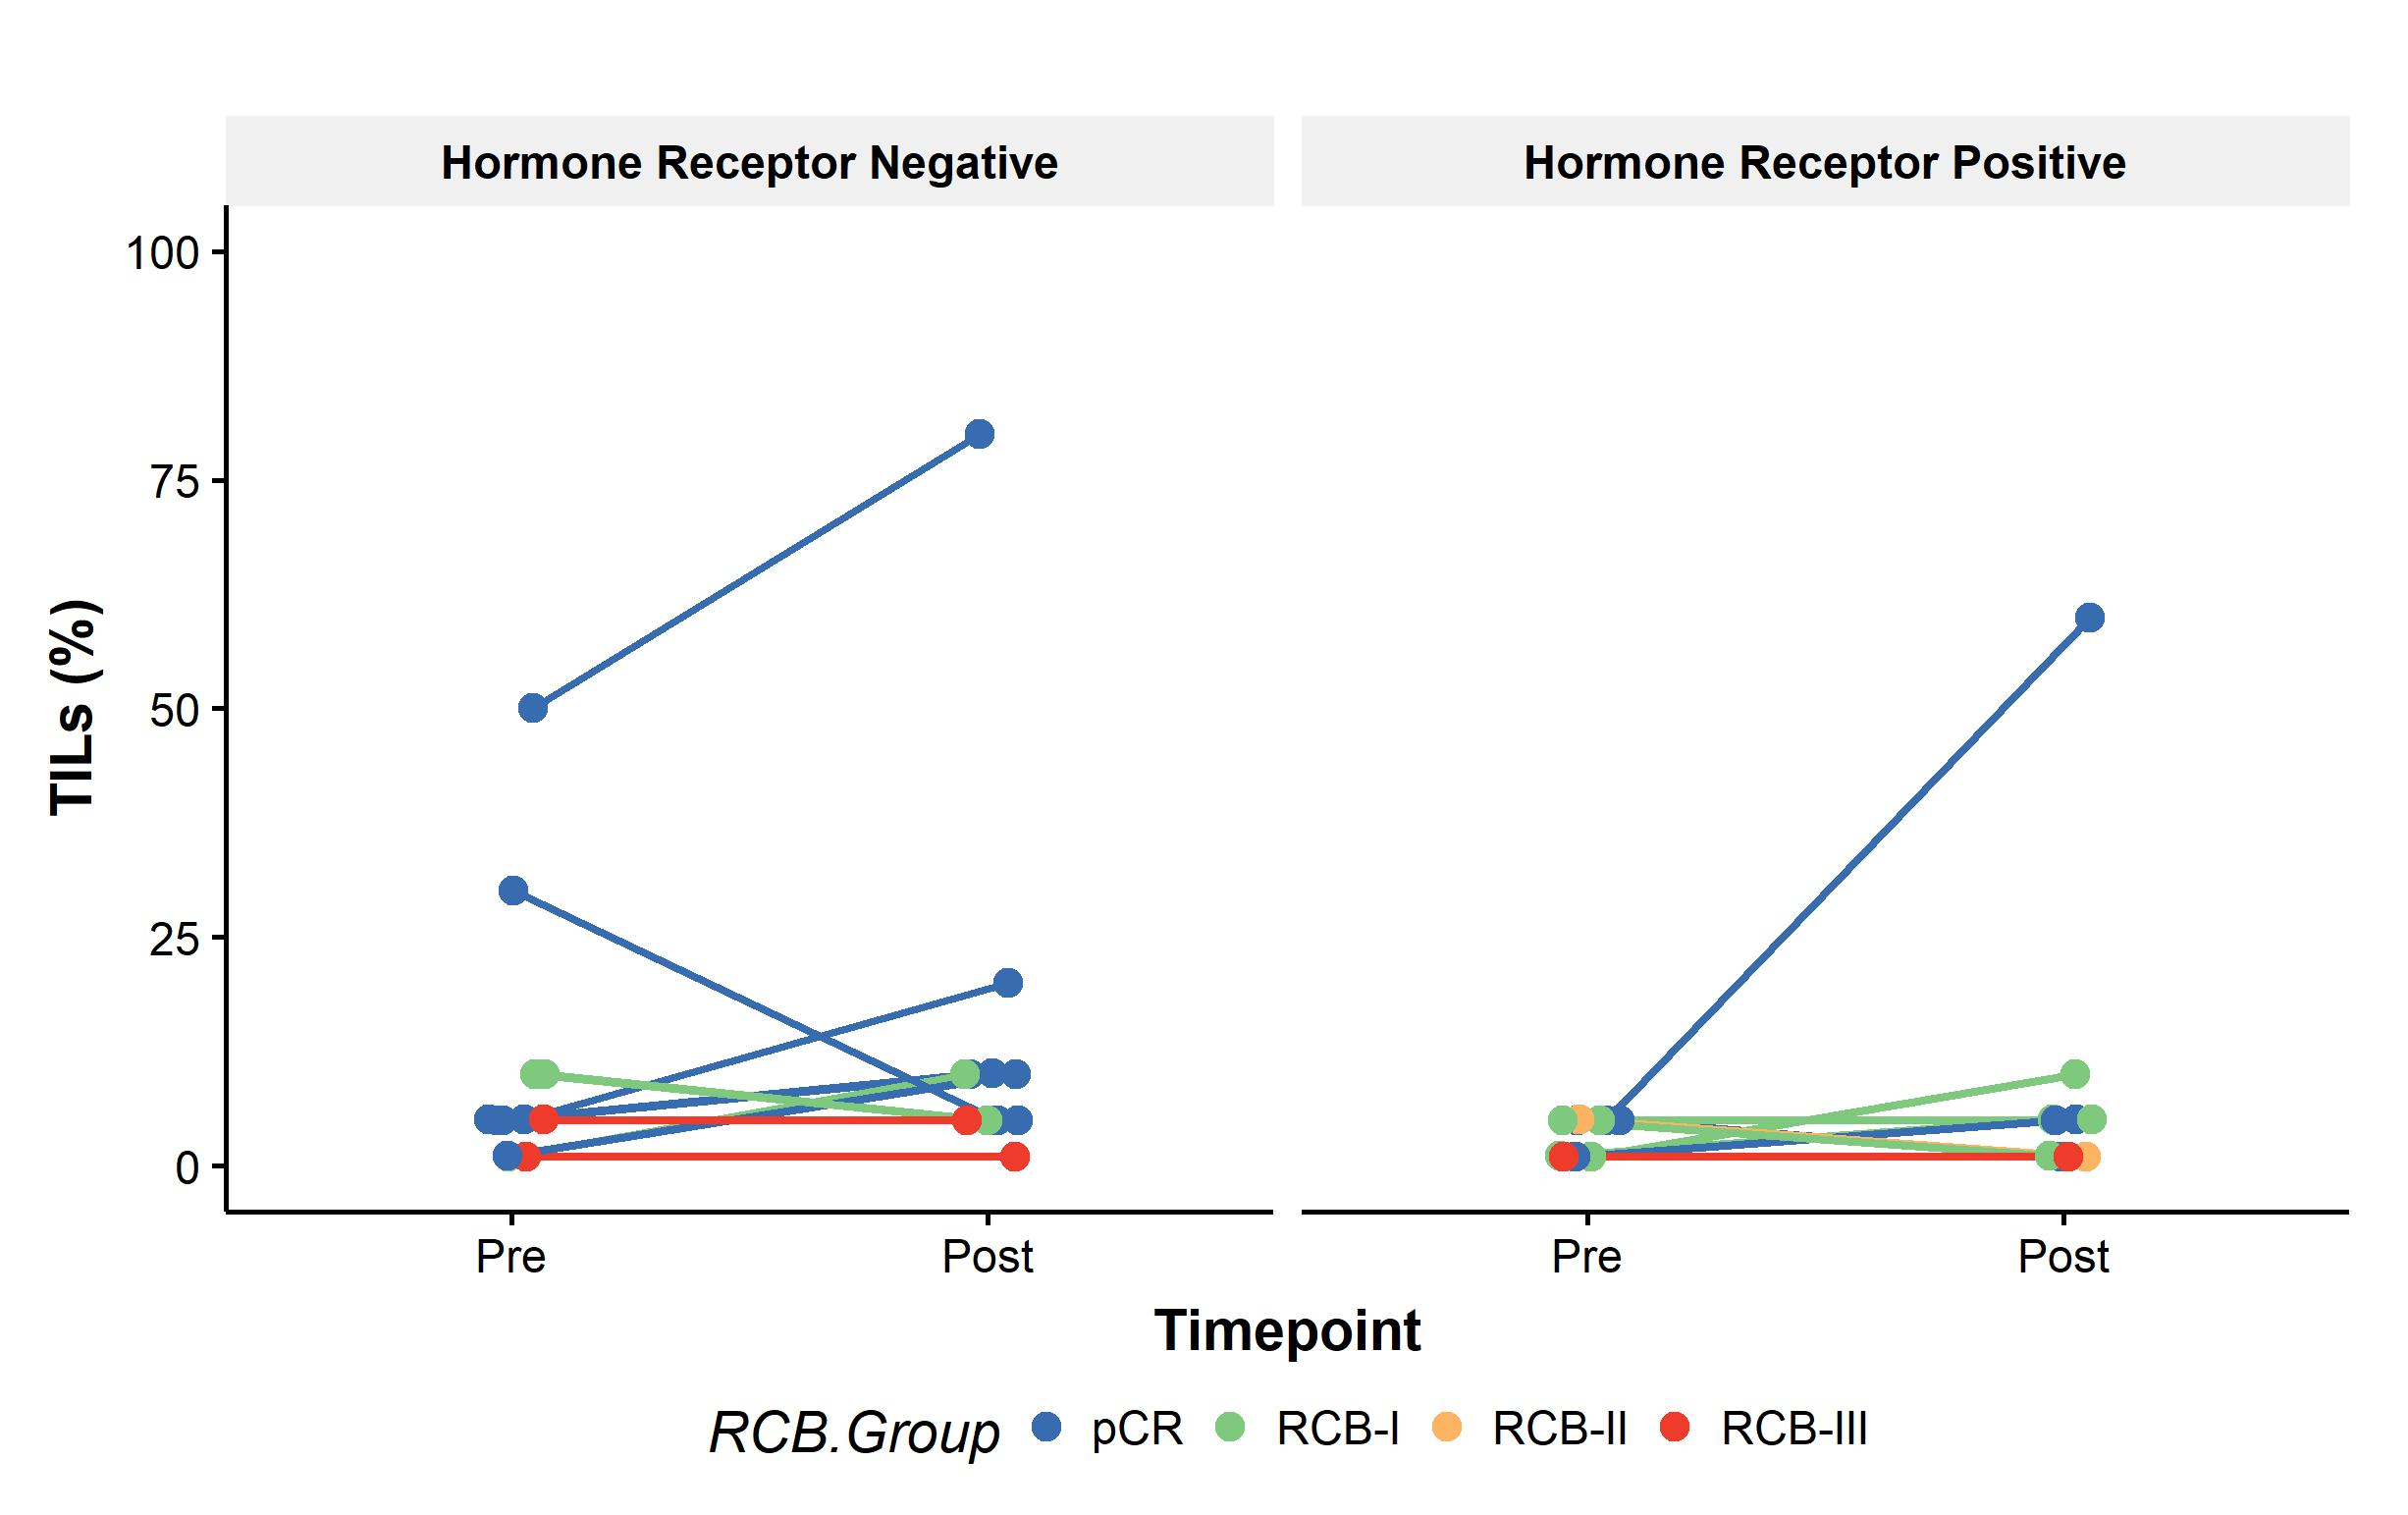 Hormone Receptor Negative
Hormone Receptor Positive
100
75
50
25
0
TILs (%)
Pre
Post
Pre
Post
Timepoint
RCB.Group pCR RCB-I RCB-II RCB-III